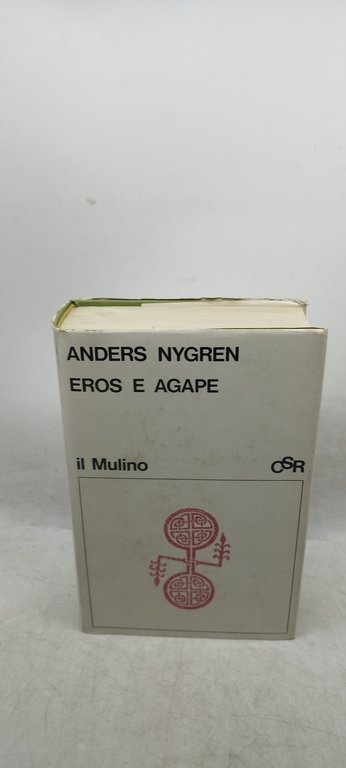 ANDERS NYGREN
EROS E AGAPE
il Mulino CSR